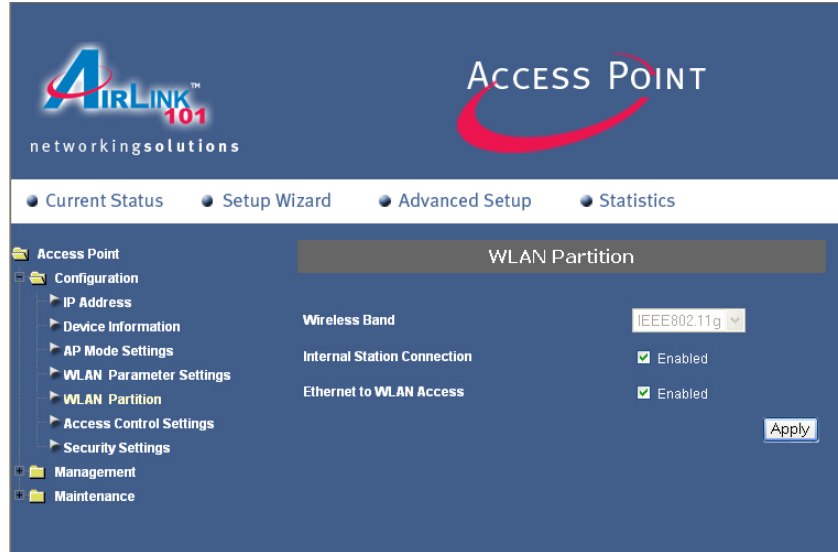 AIRLINK™
101
networkingsolutions
ACCESS POINT
Current Status Setup Wizard Advanced Setup Statistics
Access Point
Configuration
IP Address
Device Information
AP Mode Settings
WLAN Parameter Settings
WLAN Partition
Access Control Settings
Security Settings
Management
Maintenance
WLAN Partition
Wireless Band IEEE802.11g
Internal Station Connection Enabled
Ethernet to WLAN Access Enabled
Apply